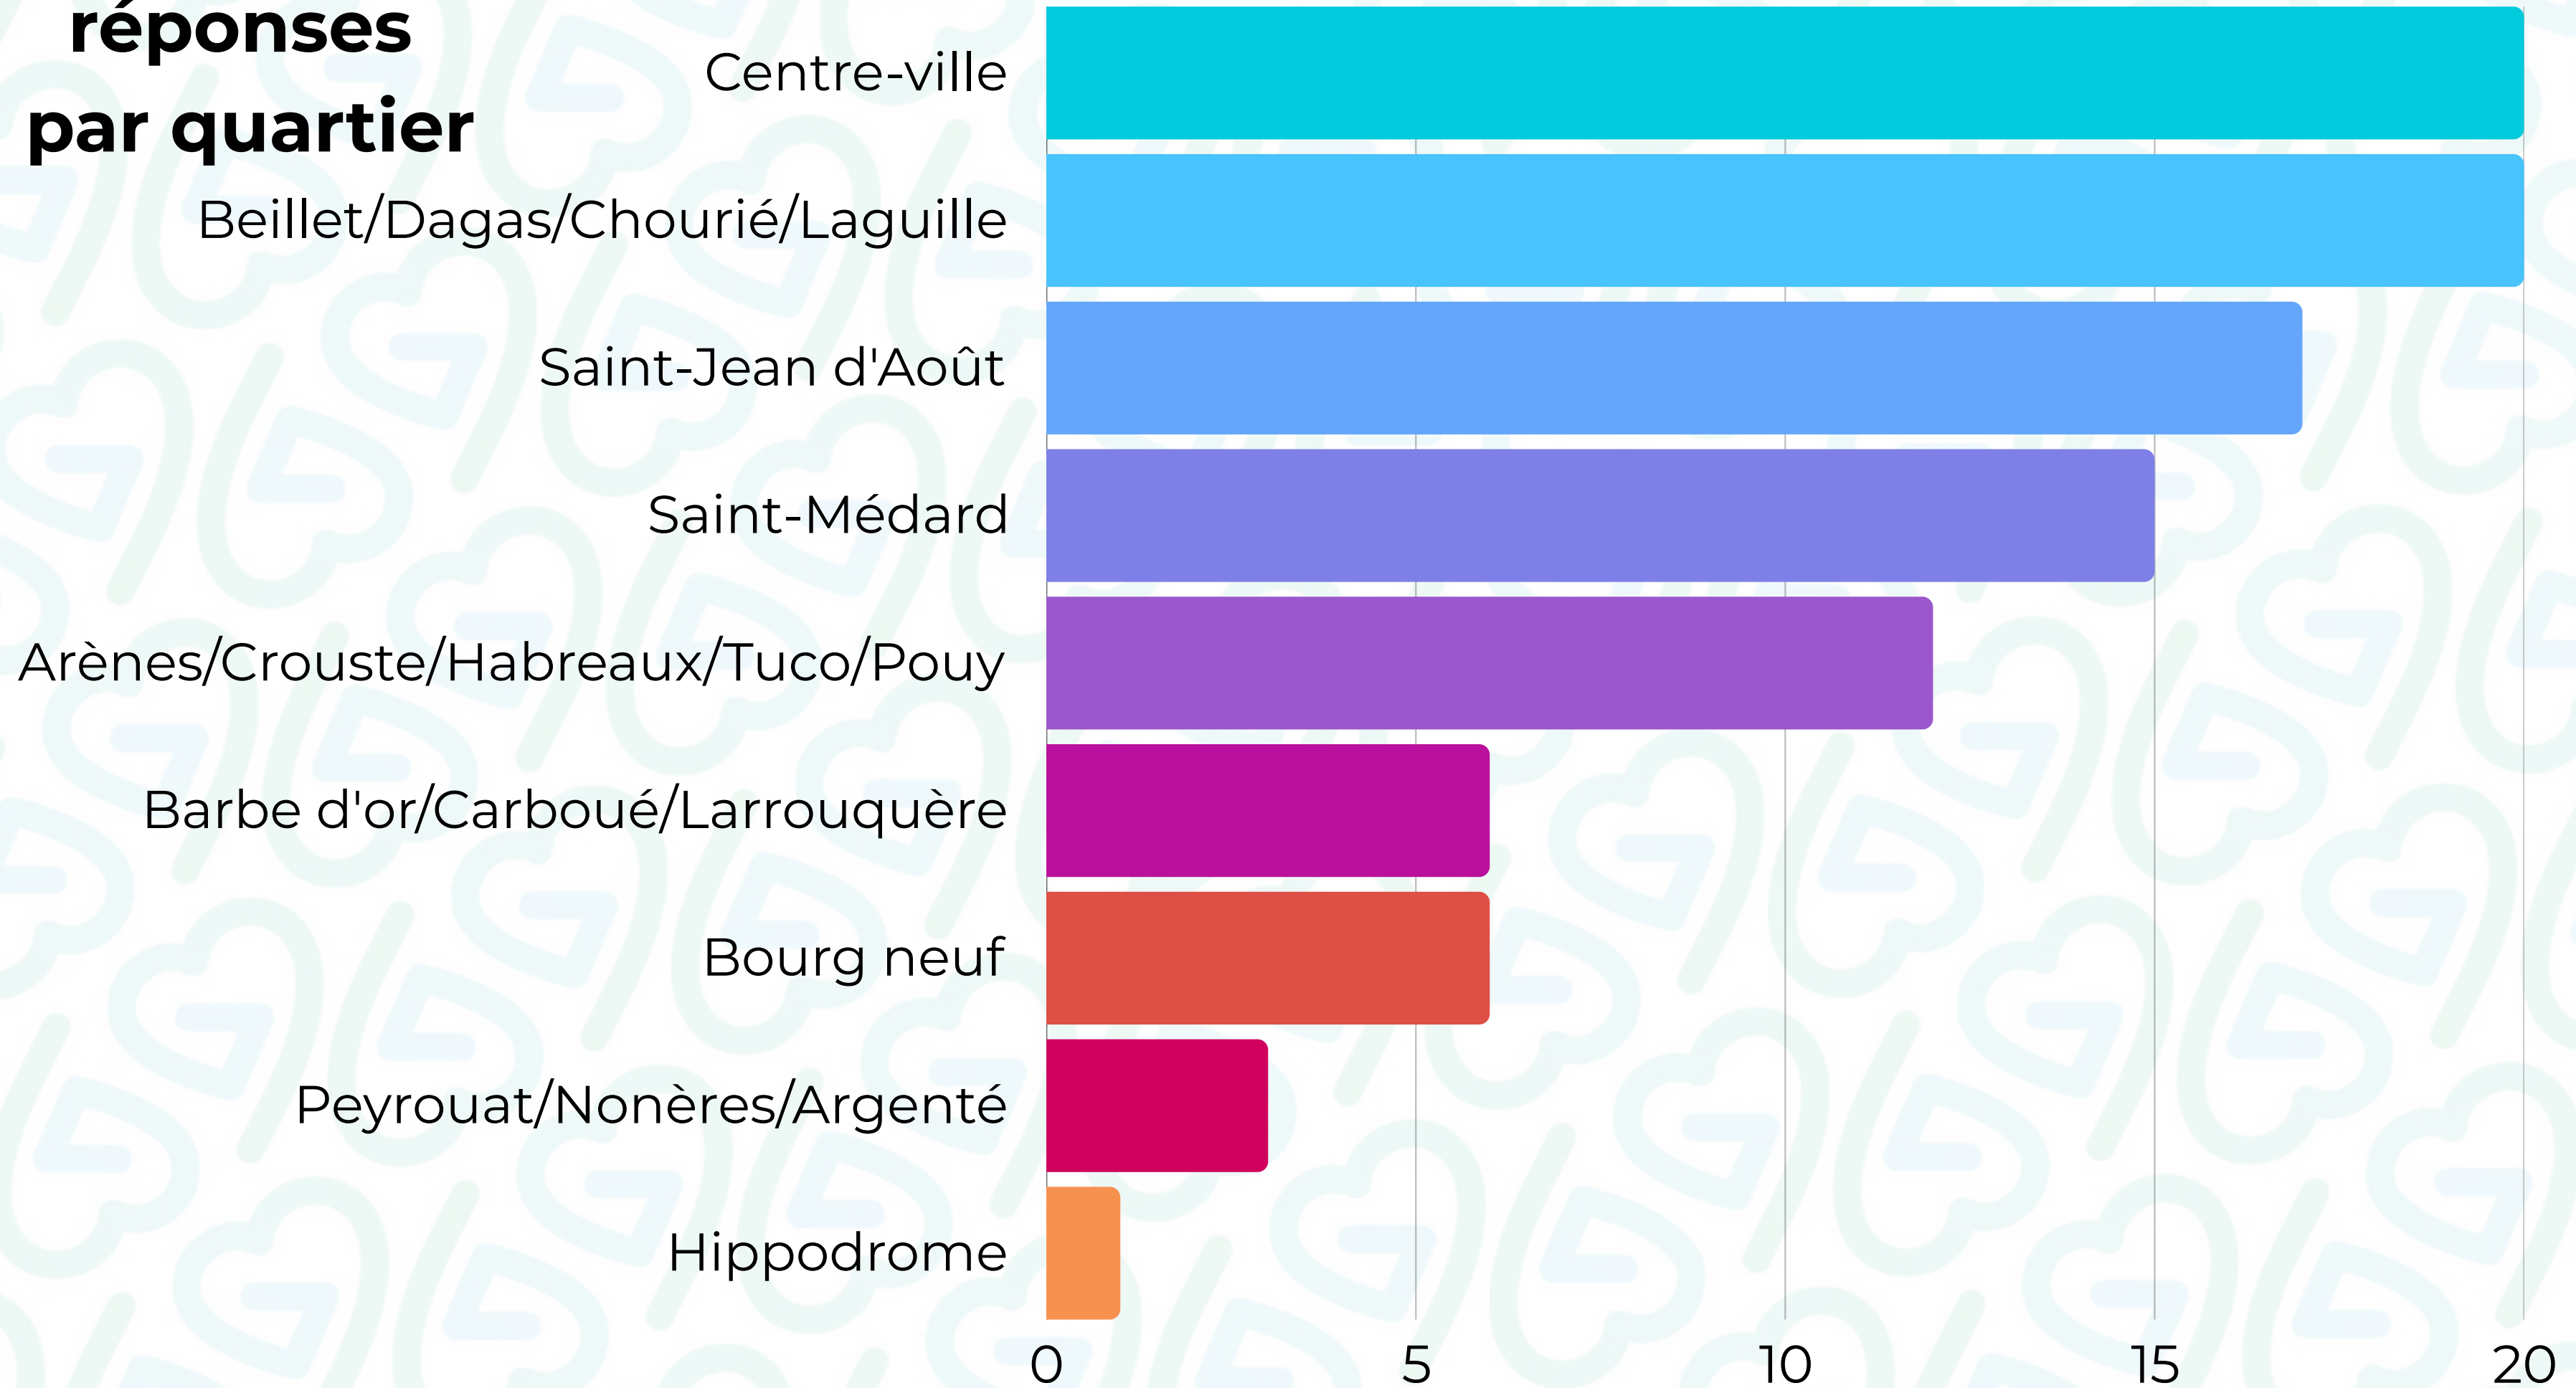 réponses
par quartier
Centre-ville
Beillet/Dagas/Chourié/Laguille
Saint-Jean d'Août
Saint-Médard
Arènes/Crouste/Habreaux/Tuco/Pouy
Barbe d'or/Carboué/Larrouquère
Bourg neuf
Peyrouat/Nonères/Argenté
Hippodrome
0 5 10 15 20